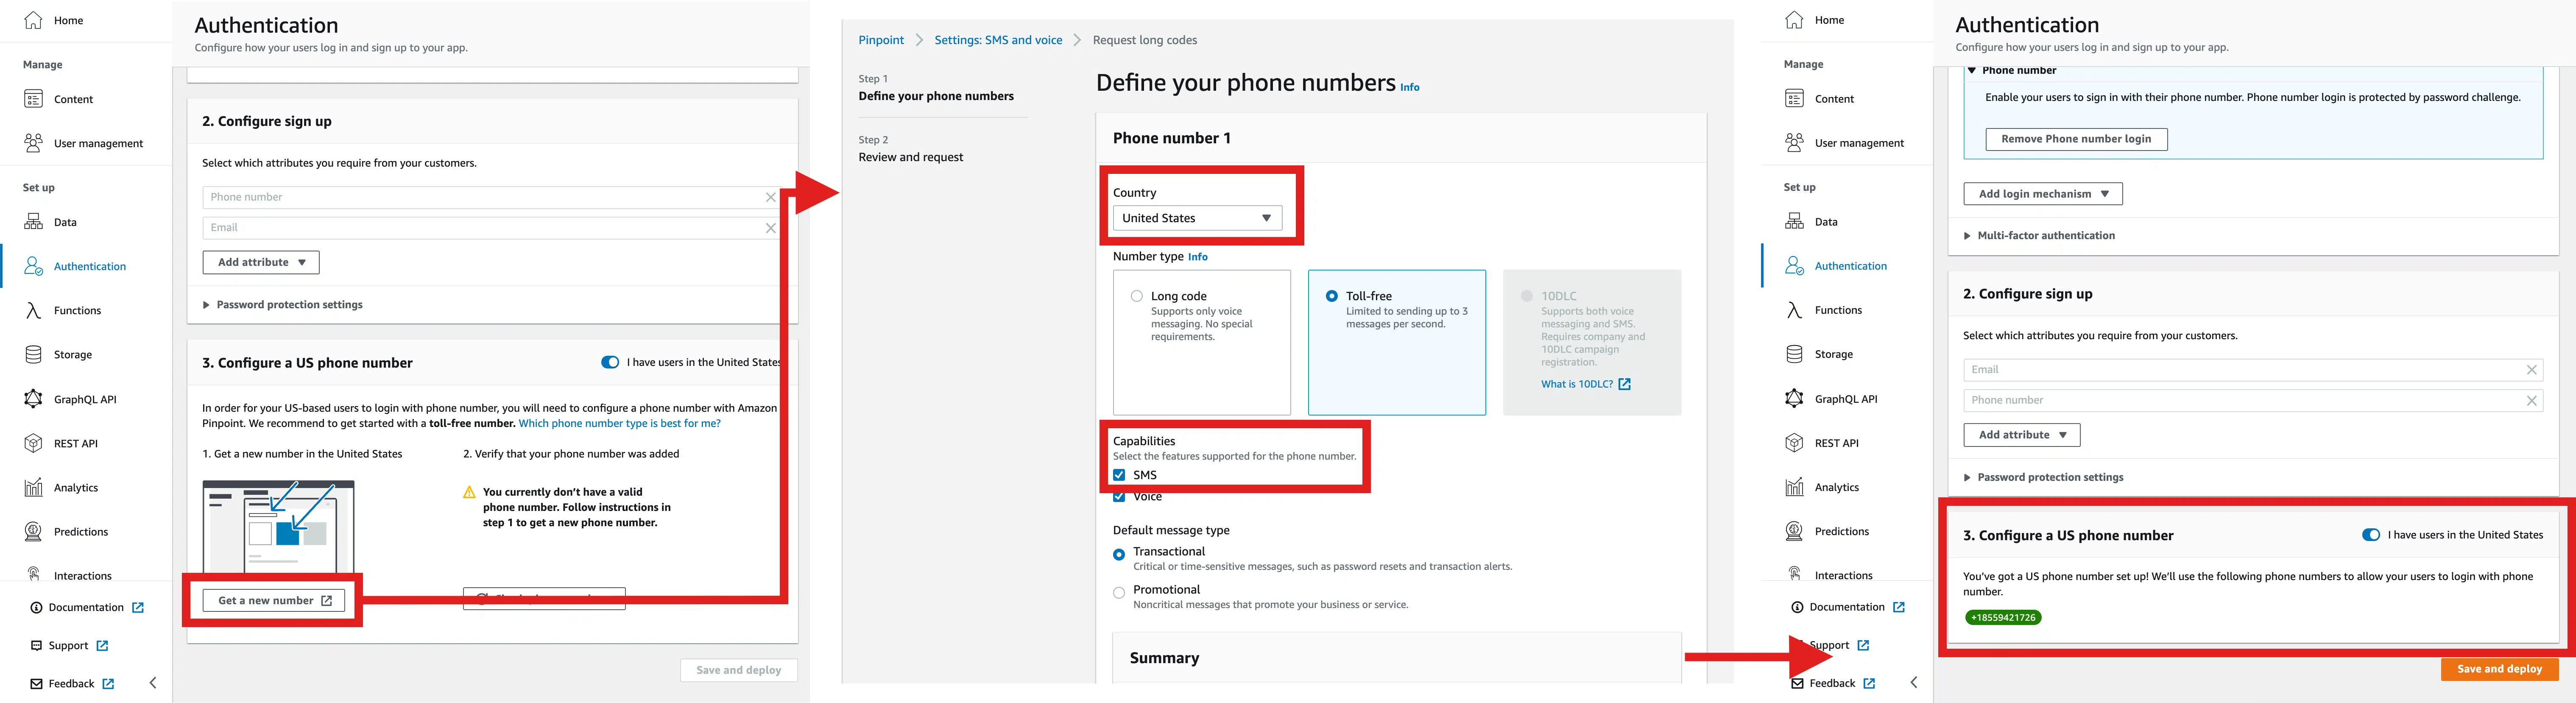 Home
Manage
Content
User management
Set up
Data
Authentication
Functions
Storage
GraphQL API
REST API
Analytics
Predictions
Interactions
Documentation
Support
Feedback
Authentication
Configure how your users log in and sign up to your app.
2. Configure sign up
Select which attributes you require from your customers.
Phone number
Email
Add attribute
Password protection settings
3. Configure a US phone number
I have users in the United States
In order for your US-based users to login with phone number, you will need to configure a phone number with Amazon
Pinpoint. We recommend to get started with a toll-free number. Which phone number type is best for me?
1. Get a new number in the United States
2. Verify that your phone number was added
You currently don't have a valid
phone number. Follow instructions in
step 1 to get a new phone number.
Get a new number
Save and deploy
Pinpoint
Settings: SMS and voice
Request long codes
Step 1
Define your phone numbers
Step 2
Review and request
Define your phone numbers Info
Phone number 1
Country
United States
Number type Info
Long code
Supports only voice
messaging. No special
requirements.
Toll-free
Limited to sending up to 3
messages per second.
10DLC
Supports both voice
messaging and SMS.
Requires company and
10DLC campaign
registration.
What is 10DLC?
Capabilities
Select the features supported for the phone number.
SMS
Voice
Default message type
Transactional
Critical or time-sensitive messages, such as password resets and transaction alerts.
Promotional
Noncritical messages that promote your business or service.
Summary
Home
Manage
Content
User management
Set up
Data
Authentication
Functions
Storage
GraphQL API
REST API
Analytics
Predictions
Interactions
Documentation
Support
Feedback
Authentication
Configure how your users log in and sign up to your app.
Phone number
Enable your users to sign in with their phone number. Phone number login is protected by password challenge.
Remove Phone number login
Add login mechanism
Multi-factor authentication
2. Configure sign up
Select which attributes you require from your customers.
Email
Phone number
Add attribute
Password protection settings
3. Configure a US phone number
I have users in the United States
You've got a US phone number set up! We'll use the following phone numbers to allow your users to login with phone
number.
+18559421726
Save and deploy